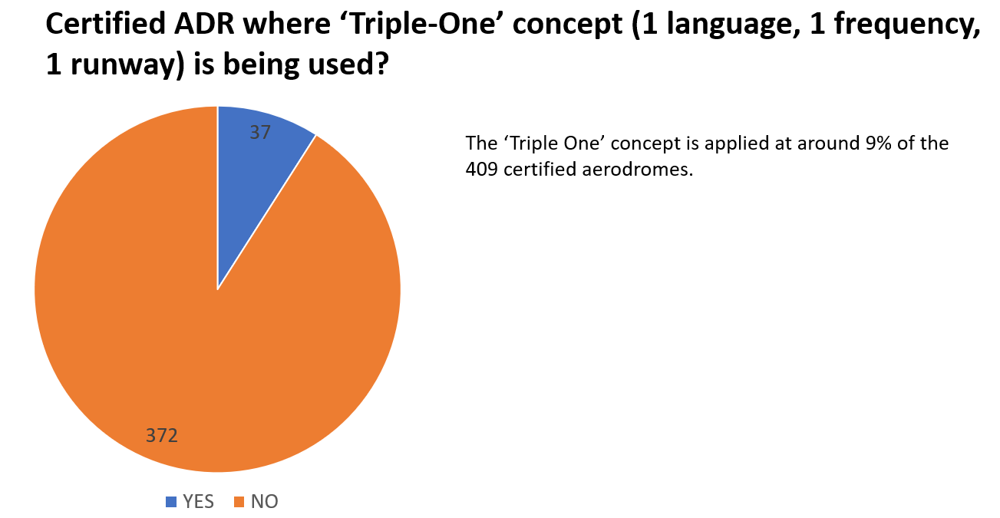 Certified ADR where ‘Triple-One’ concept (1 language, 1 frequency,
1 runway) is being used?
37
The ‘Triple One’ concept is applied at around 9% of the
409 certified aerodromes.
372
YES NO